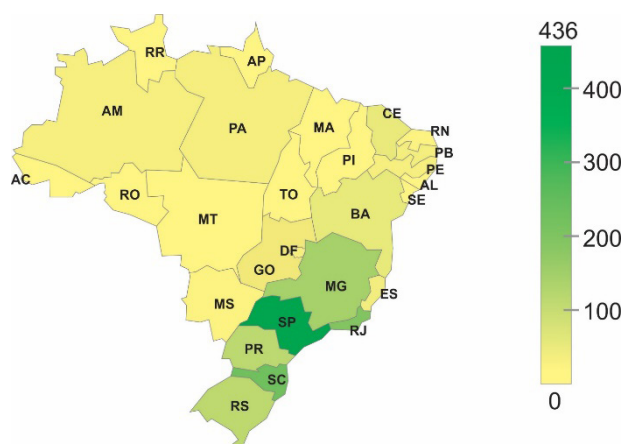 RR
AP
AM
PA
MA
CE
RN
PB
PI
PE
AL
SE
AC
RO
TO
BA
MT
DF
GO
MG
ES
MS
SP
RJ
PR
SC
RS
436
400
300
200
100
0